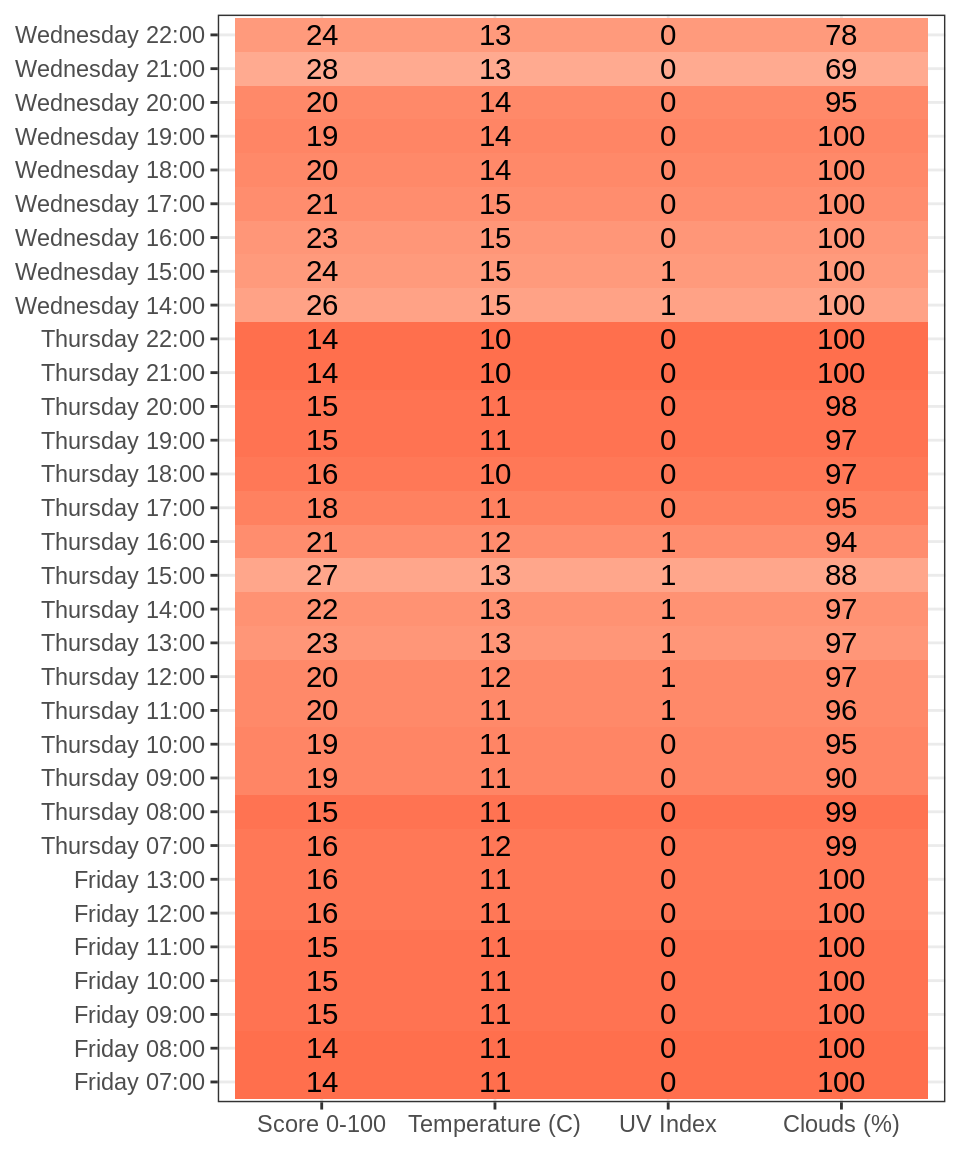 Wednesday 22:00 24 13 0 78
Wednesday 21:00 28 13 0 69
Wednesday 20:00 20 14 0 95
Wednesday 19:00 19 14 0 100
Wednesday 18:00 20 14 0 100
Wednesday 17:00 21 15 0 100
Wednesday 16:00 23 15 0 100
Wednesday 15:00 24 15 1 100
Wednesday 14:00 26 15 1 100
Thursday 22:00 14 10 0 100
Thursday 21:00 14 10 0 100
Thursday 20:00 15 11 0 98
Thursday 19:00 15 11 0 97
Thursday 18:00 16 10 0 97
Thursday 17:00 18 11 0 95
Thursday 16:00 21 12 1 94
Thursday 15:00 27 13 1 88
Thursday 14:00 22 13 1 97
Thursday 13:00 23 13 1 97
Thursday 12:00 20 12 1 97
Thursday 11:00 20 11 1 96
Thursday 10:00 19 11 0 95
Thursday 09:00 19 11 0 90
Thursday 08:00 15 11 0 99
Thursday 07:00 16 12 0 99
Friday 13:00 16 11 0 100
Friday 12:00 16 11 0 100
Friday 11:00 15 11 0 100
Friday 10:00 15 11 0 100
Friday 09:00 15 11 0 100
Friday 08:00 14 11 0 100
Friday 07:00 14 11 0 100
Score 0-100 Temperature (C) UV Index Clouds (%)